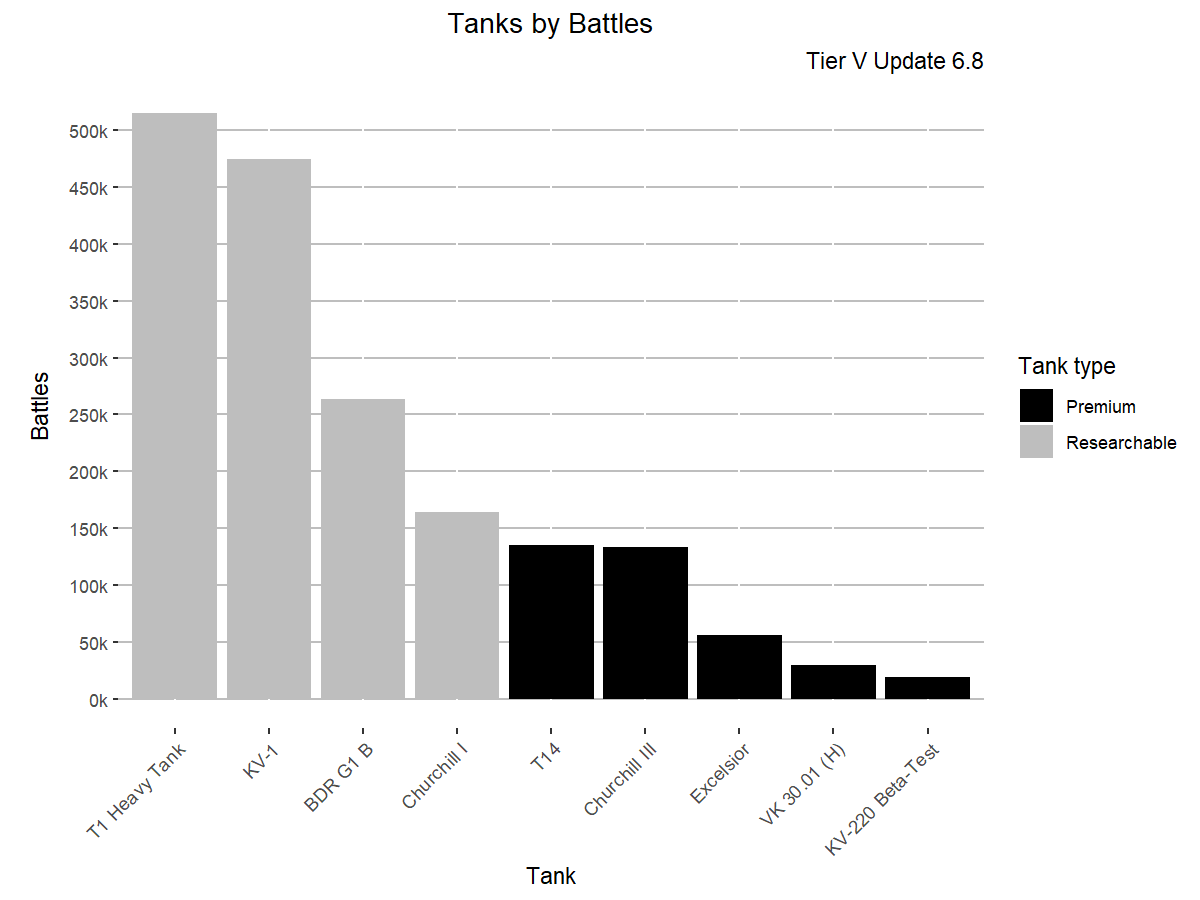 Tanks by Battles
Tier V Update 6.8
500k
450k
400k
350k
300k
250k
200k
150k
100k
50k
0k
Battles
T1 Heavy Tank
KV-1
BDR G1 B
Churchill I
T14
Churchill III
Excelsior
VK 30.01 (H)
KV-220 Beta-Test
Tank
Tank type
Premium
Researchable